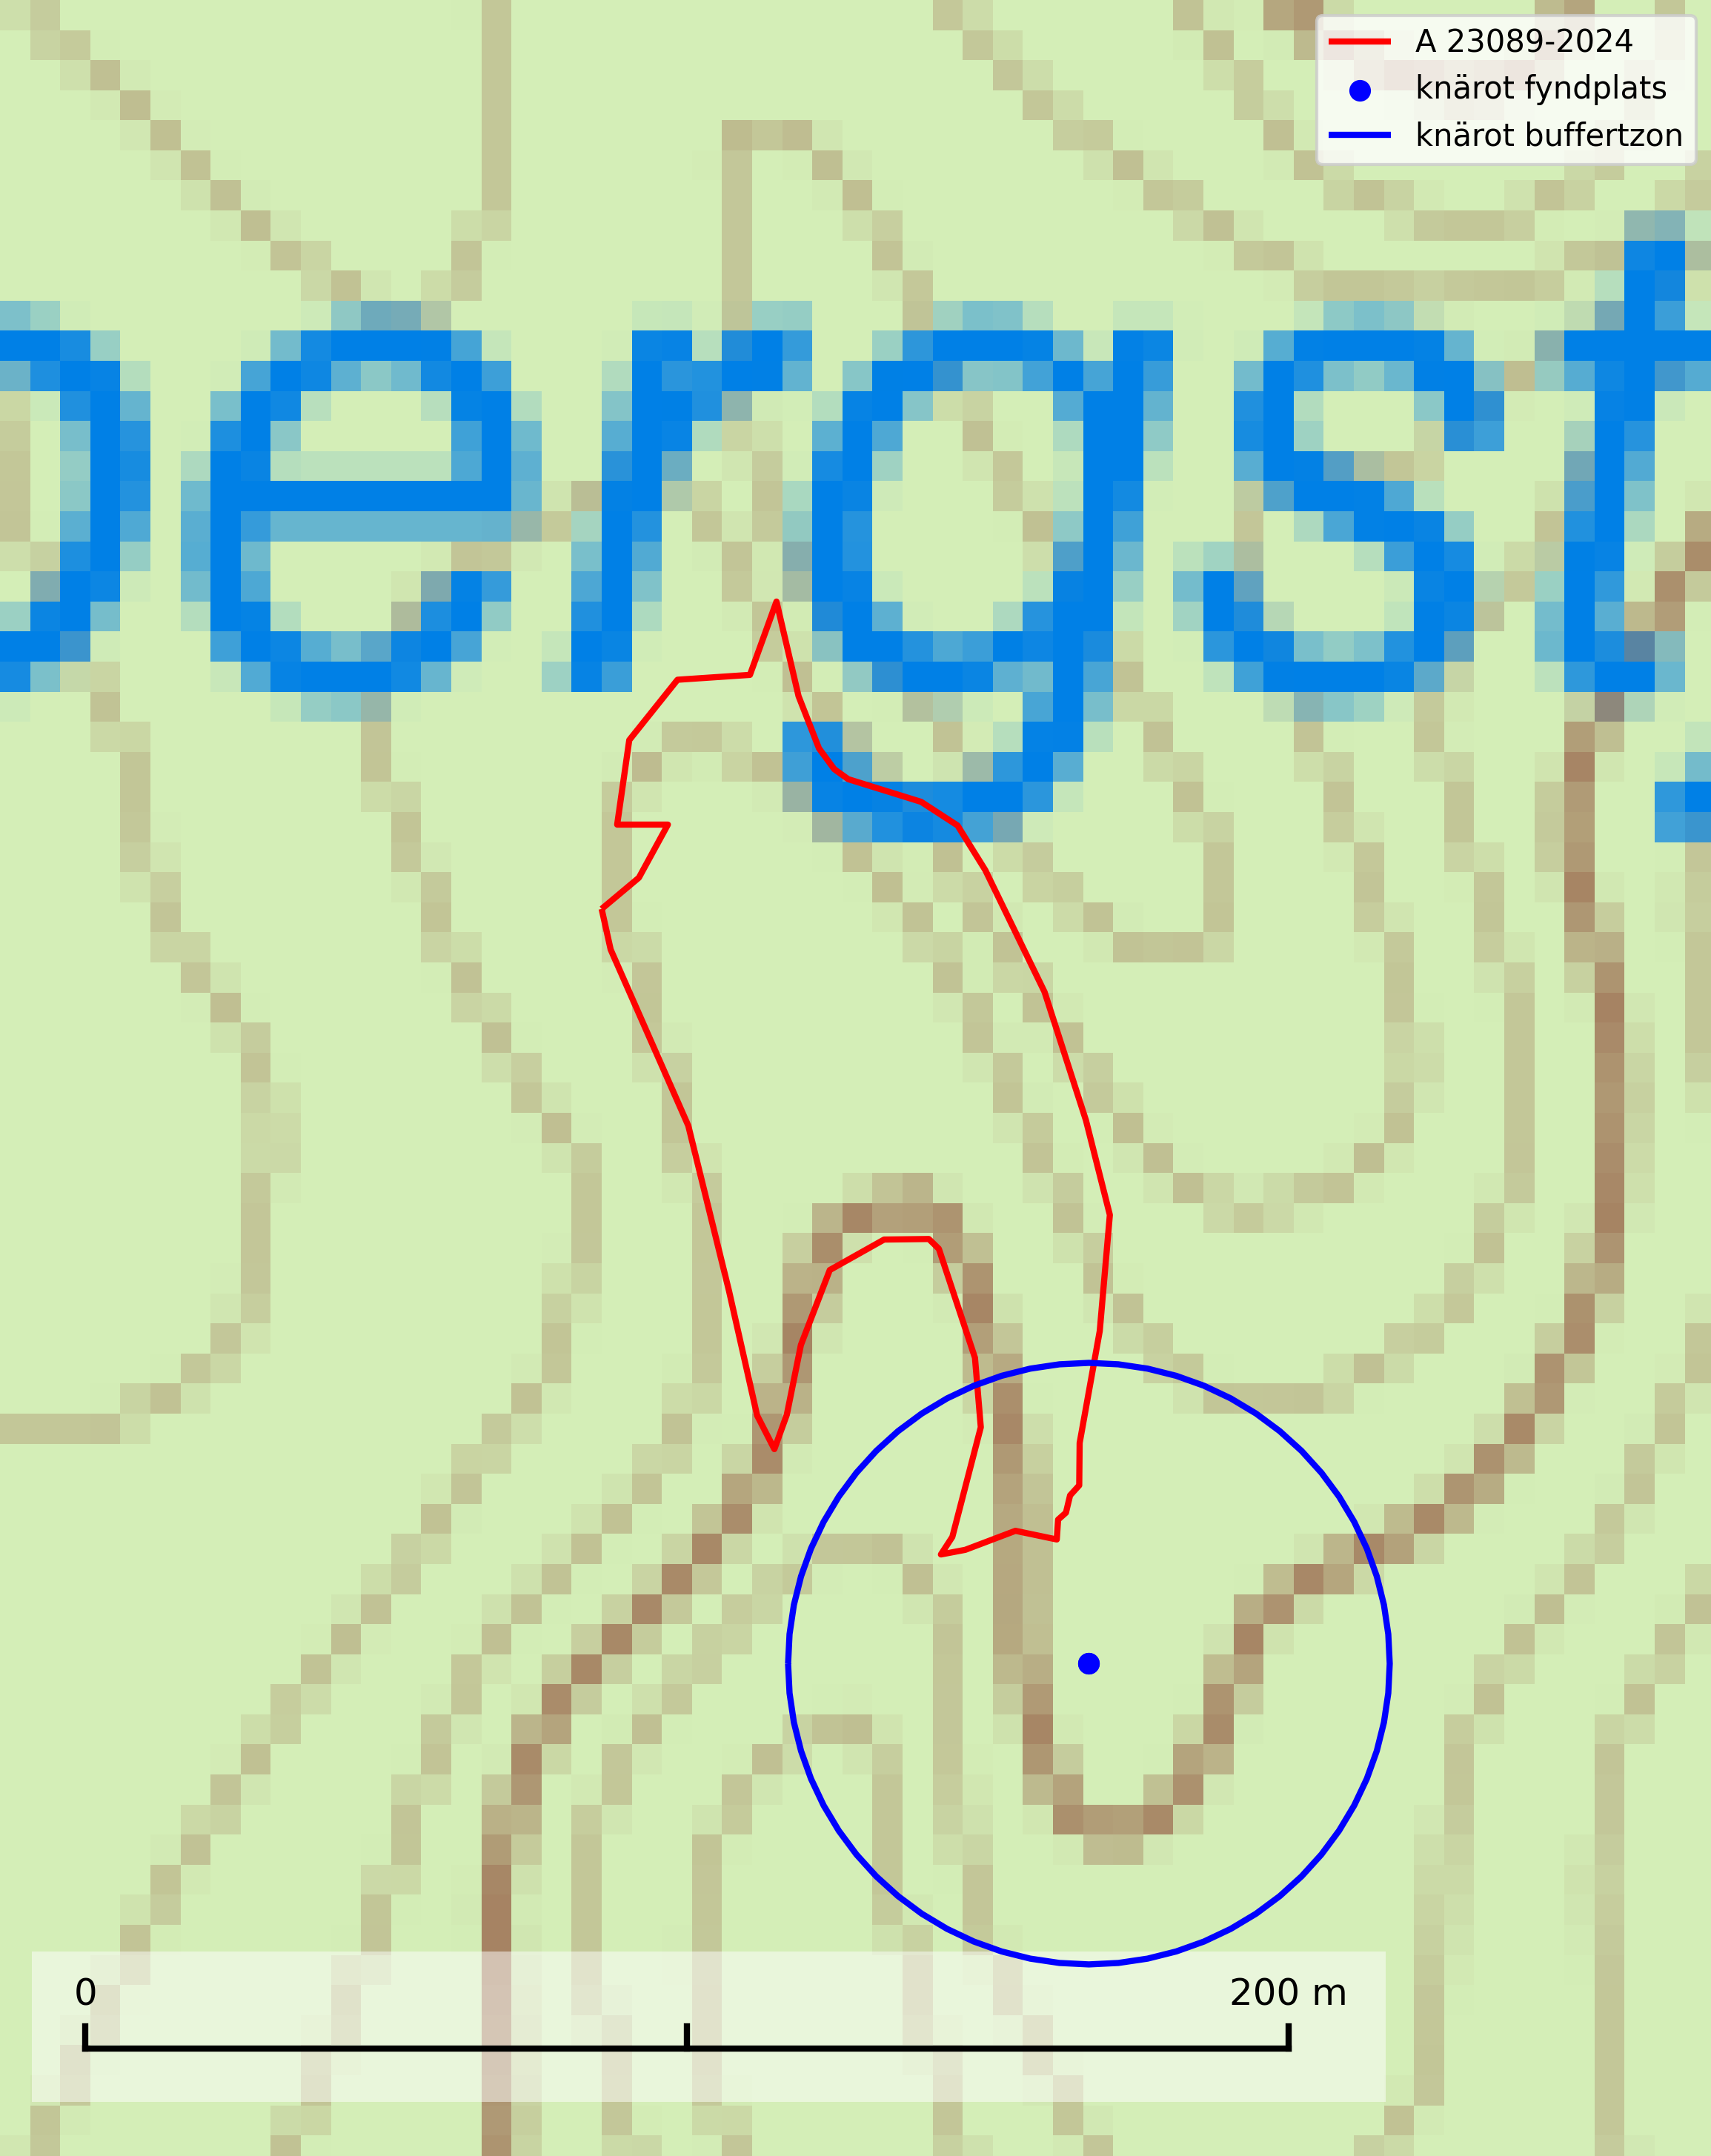 A 23089-2024
knärot fyndplats
knärot buffertzon
bergst
0 200 m